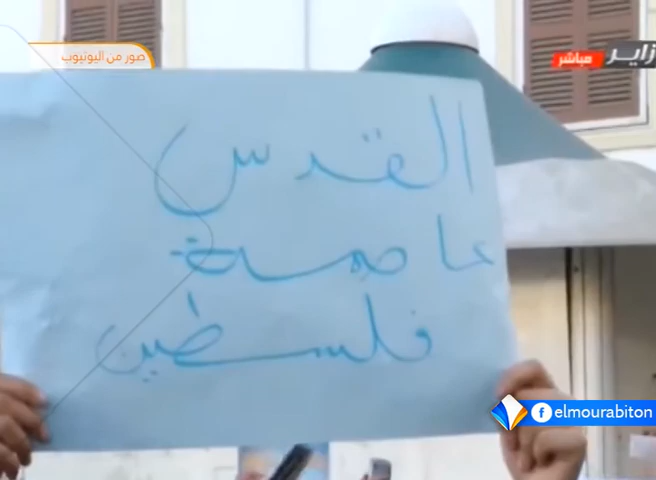 صور من اليوتيوب
زاير
مباشر
القدس
عاصمة
فلسطين
elmourabiton